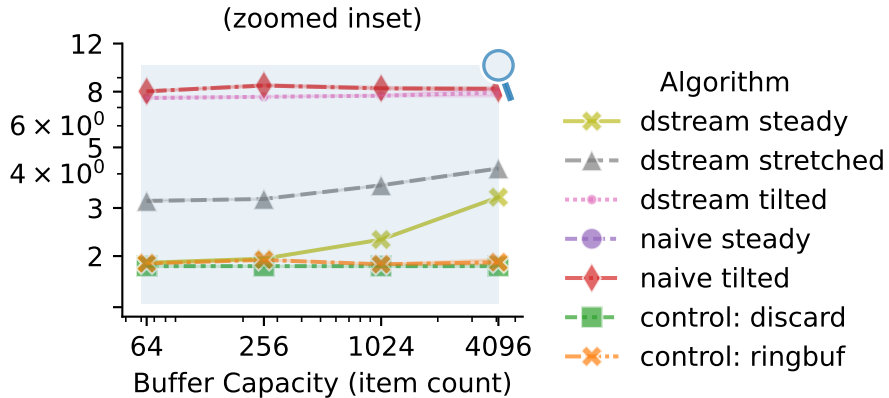 (zoomed inset)
12
8
6 × 10⁰
5
4 × 10⁰
3
2
64 256 1024 4096
Buffer Capacity (item count)
Algorithm
dstream steady
dstream stretched
dstream tilted
naive steady
naive tilted
control: discard
control: ringbuf